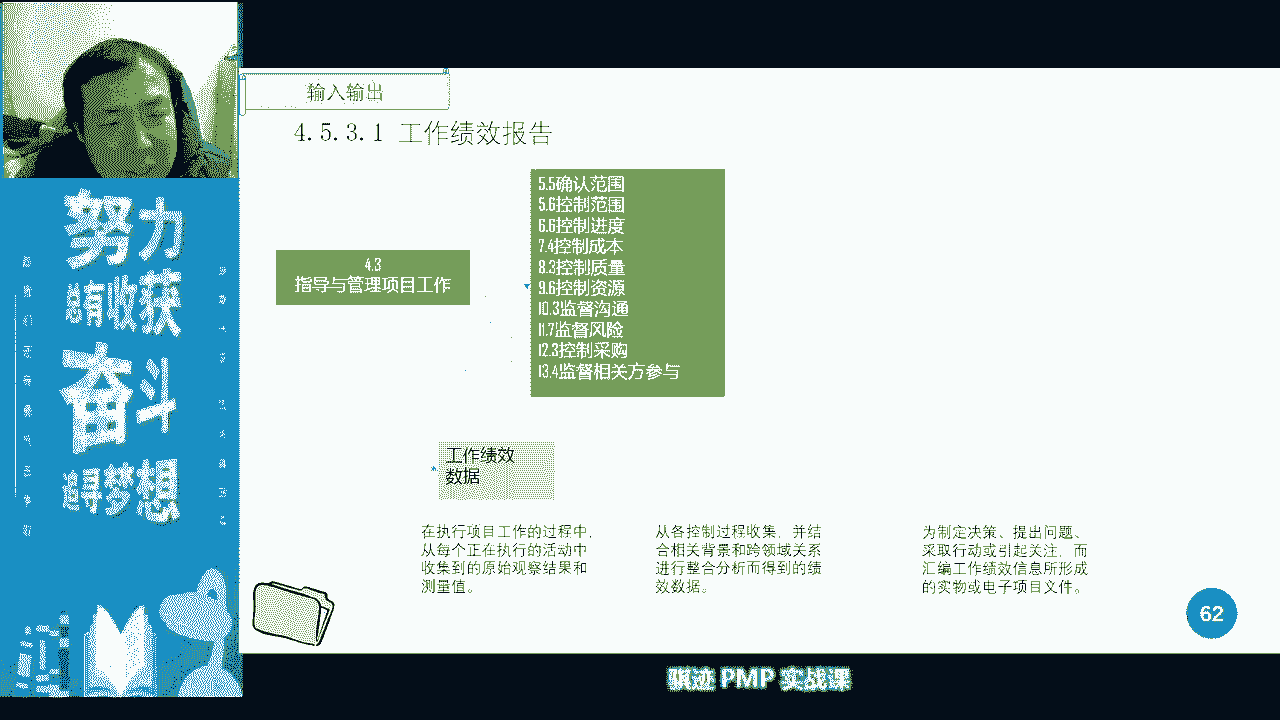 输入输出
4.5.3.1 工作绩效报告
5.5确认范围
5.6控制范围
6.6控制进度
7.4控制成本
8.3控制质量
9.6控制资源
10.3监督沟通
11.7监督风险
12.3控制采购
13.4监督相关方参与
4.3
指导与管理项目工作
工作绩效
数据
在执行项目工作的过程中,
从每个正在执行的活动中
收集到的原始观察结果和
测量值。
从各控制过程收集，并结
合相关背景和跨领域关系
进行整合分析而得到的绩
效数据。
为制定决策、提出问题、
采取行动或引起关注，而
汇编工作绩效信息所形成
的实物或电子项目文件。
62
努力
总有收获
奋斗
追寻梦想
骐迹 PMP 实战课